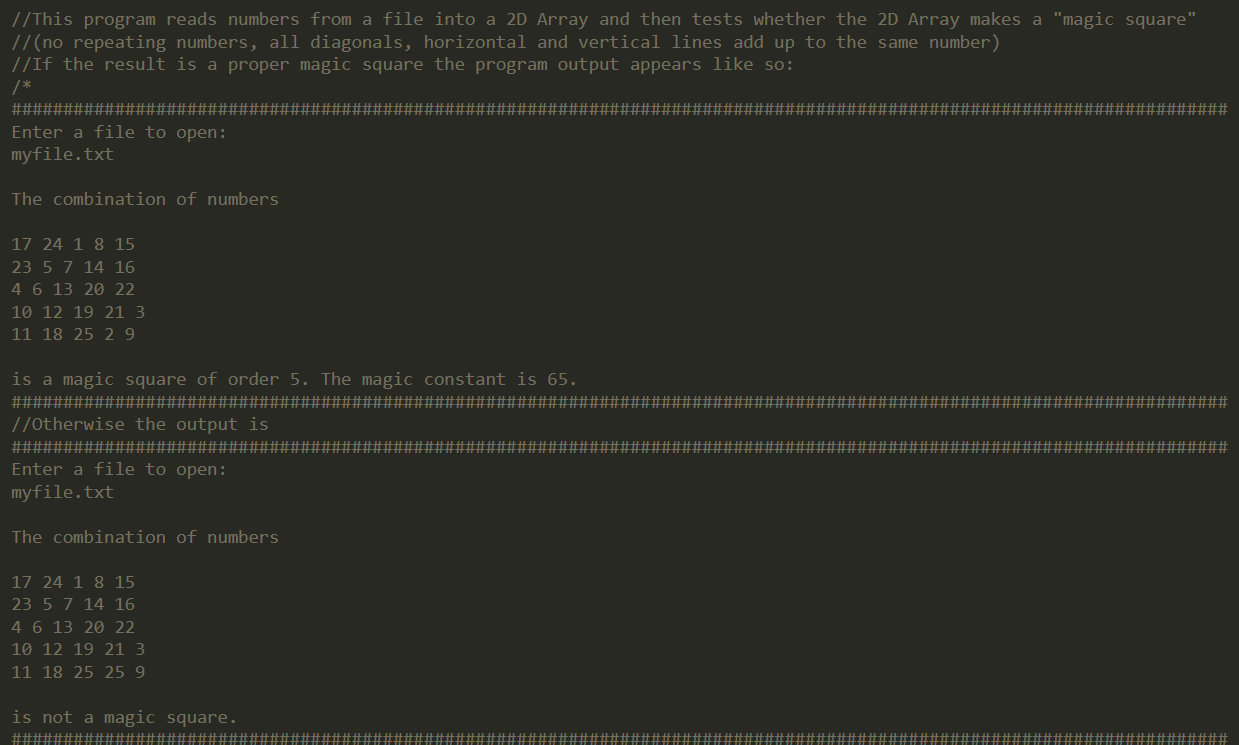 //This program reads numbers from a file into a 2D Array and then tests whether the 2D Array makes a "magic square"
//(no repeating numbers, all diagonals, horizontal and vertical lines add up to the same number)
//If the result is a proper magic square the program output appears like so:
/*
######################################################################################################################
Enter a file to open:
myfile.txt
The combination of numbers
17 24 1 8 15
23 5 7 14 16
4 6 13 20 22
10 12 19 21 3
11 18 25 2 9
is a magic square of order 5. The magic constant is 65.
######################################################################################################################
//Otherwise the output is
######################################################################################################################
Enter a file to open:
myfile.txt
The combination of numbers
17 24 1 8 15
23 5 7 14 16
4 6 13 20 22
10 12 19 21 3
11 18 25 25 9
is not a magic square.
######################################################################################################################